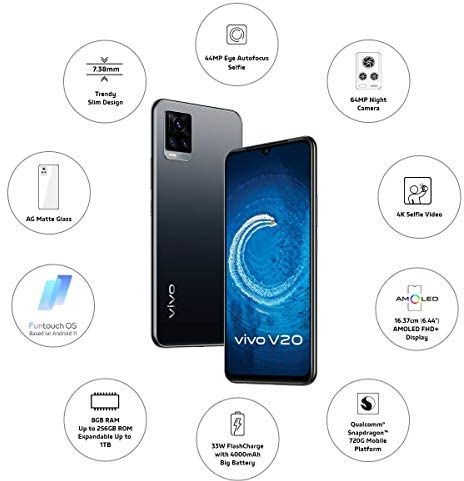 44MP Eye Autofocus
Selfie
7.38mm
Trendy
Slim Design
64MP Night
Camera
AG Matte Glass
4K Selfie Video
vivo
vivo V20
Funtouch OS
Based on Android 11
AMOLED
16.37cm (6.44")
AMOLED FHD+
Display
8GB RAM
Up to 256GB ROM
Expandable Up to
1TB
33W FlashCharge
with 4000mAh
Big Battery
Qualcomm®
Snapdragon™
720G Mobile
Platform